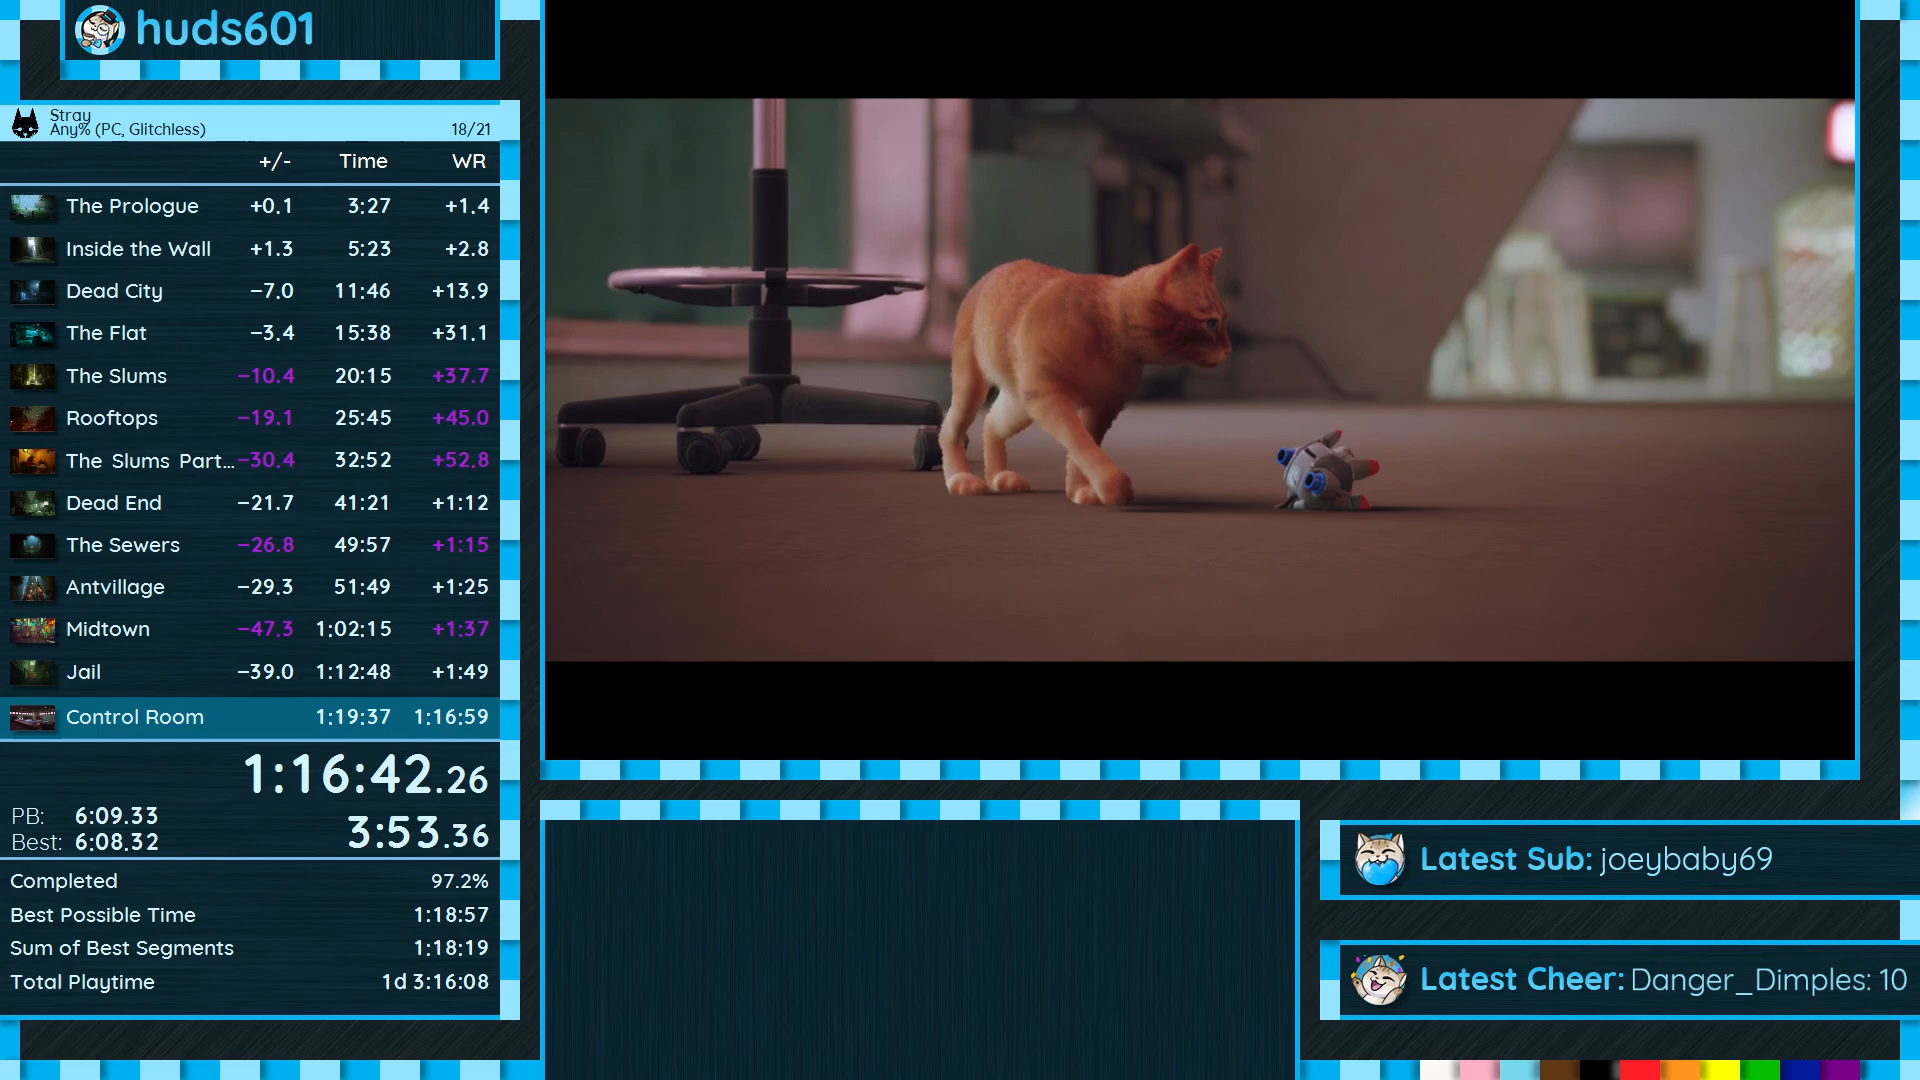 huds601
Stray
Any% (PC, Glitchless) 18/21
+/- Time WR
The Prologue +0.1 3:27 +1.4
Inside the Wall +1.3 5:23 +2.8
Dead City −7.0 11:46 +13.9
The Flat −3.4 15:38 +31.1
The Slums −10.4 20:15 +37.7
Rooftops −19.1 25:45 +45.0
The Slums Part... −30.4 32:52 +52.8
Dead End −21.7 41:21 +1:12
The Sewers −26.8 49:57 +1:15
Antvillage −29.3 51:49 +1:25
Midtown −47.3 1:02:15 +1:37
Jail −39.0 1:12:48 +1:49
Control Room 1:19:37 1:16:59
1:16:42.26
PB: 6:09.33
Best: 6:08.32
3:53.36
Completed 97.2%
Best Possible Time 1:18:57
Sum of Best Segments 1:18:19
Total Playtime 1d 3:16:08
Latest Sub: joeybaby69
Latest Cheer: Danger_Dimples: 10